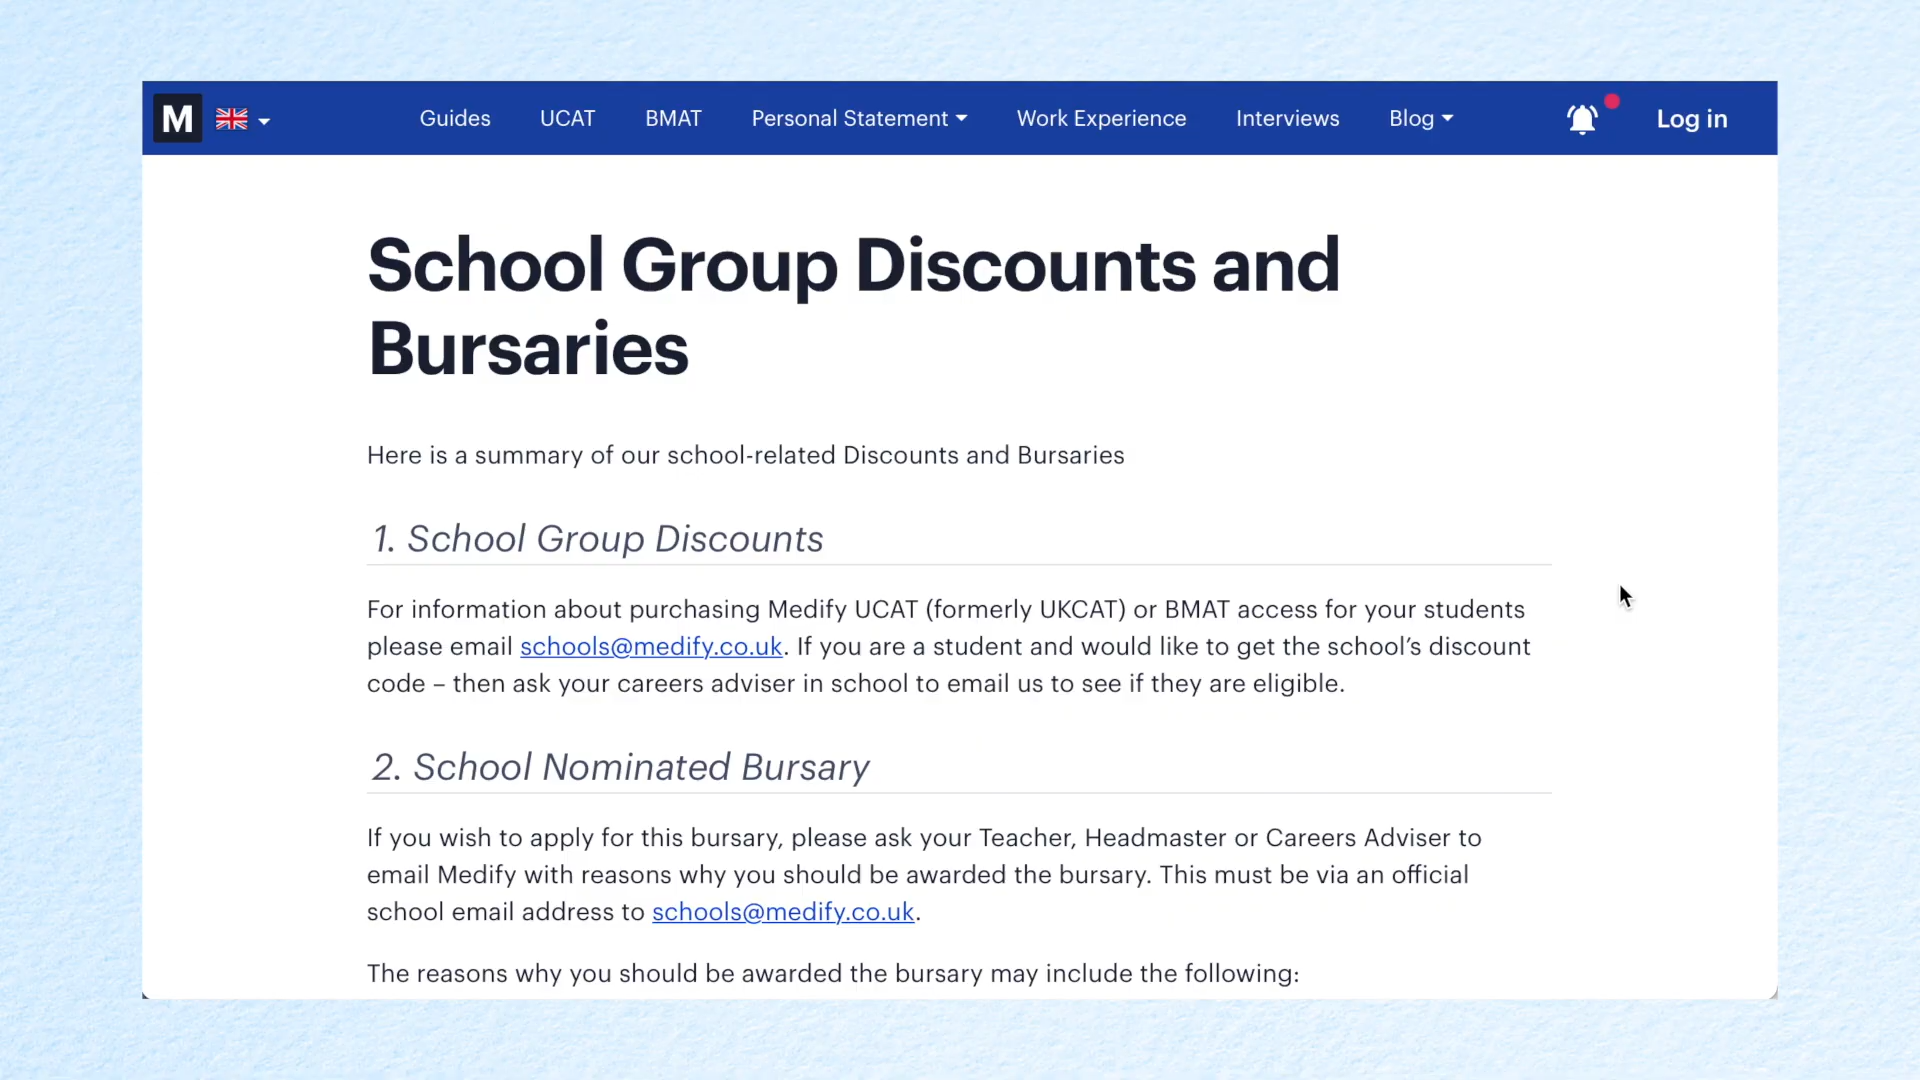 M
Guides UCAT BMAT Personal Statement Work Experience Interviews Blog Log in
School Group Discounts and
Bursaries
Here is a summary of our school-related Discounts and Bursaries
1. School Group Discounts
For information about purchasing Medify UCAT (formerly UKCAT) or BMAT access for your students
please email schools@medify.co.uk. If you are a student and would like to get the school’s discount
code – then ask your careers adviser in school to email us to see if they are eligible.
2. School Nominated Bursary
If you wish to apply for this bursary, please ask your Teacher, Headmaster or Careers Adviser to
email Medify with reasons why you should be awarded the bursary. This must be via an official
school email address to schools@medify.co.uk.
The reasons why you should be awarded the bursary may include the following: